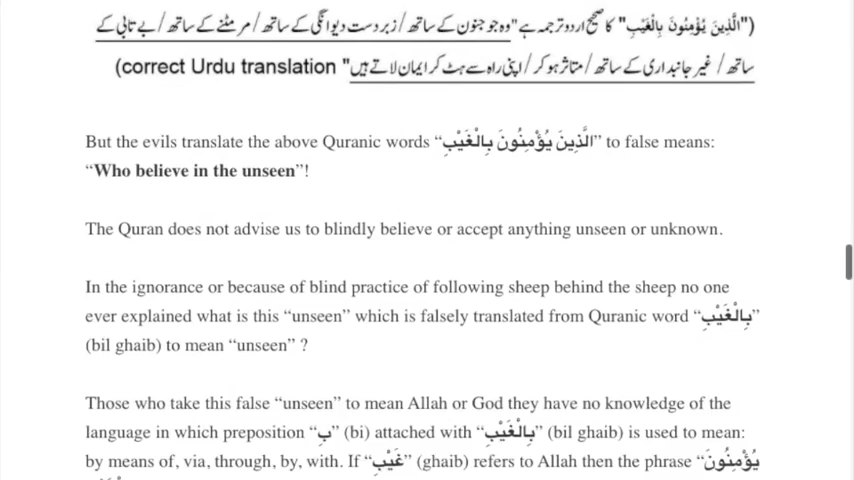 ("الَّذِينَ يُؤْمِنُونَ بِالْغَيْبِ" کا صحیح اردو ترجمہ ہے "وہ جو جنون کے ساتھ/زبردست دیوانگی کے ساتھ/مر مٹنے کے ساتھ/بے تابی کے
ساتھ/غیر جانبداری کے ساتھ/متاثر ہو کر/اپنی راہ سے ہٹ کر ایمان لاتے ہیں" correct Urdu translation)
But the evils translate the above Quranic words “الَّذِينَ يُؤْمِنُونَ بِالْغَيْبِ” to false means:
“Who believe in the unseen”!
The Quran does not advise us to blindly believe or accept anything unseen or unknown.
In the ignorance or because of blind practice of following sheep behind the sheep no one
ever explained what is this “unseen” which is falsely translated from Quranic word “بِالْغَيْبِ”
(bil ghaib) to mean “unseen” ?
Those who take this false “unseen” to mean Allah or God they have no knowledge of the
language in which preposition “ب” (bi) attached with “بِالْغَيْبِ” (bil ghaib) is used to mean:
by means of, via, through, by, with. If “غَيْبِ” (ghaib) refers to Allah then the phrase “يُؤْمِنُونَ